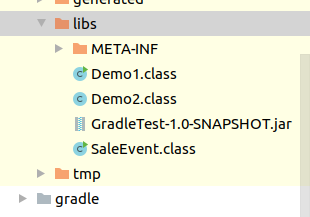 generated
libs
META-INF
Demo1.class
Demo2.class
GradleTest-1.0-SNAPSHOT.jar
SaleEvent.class
tmp
gradle